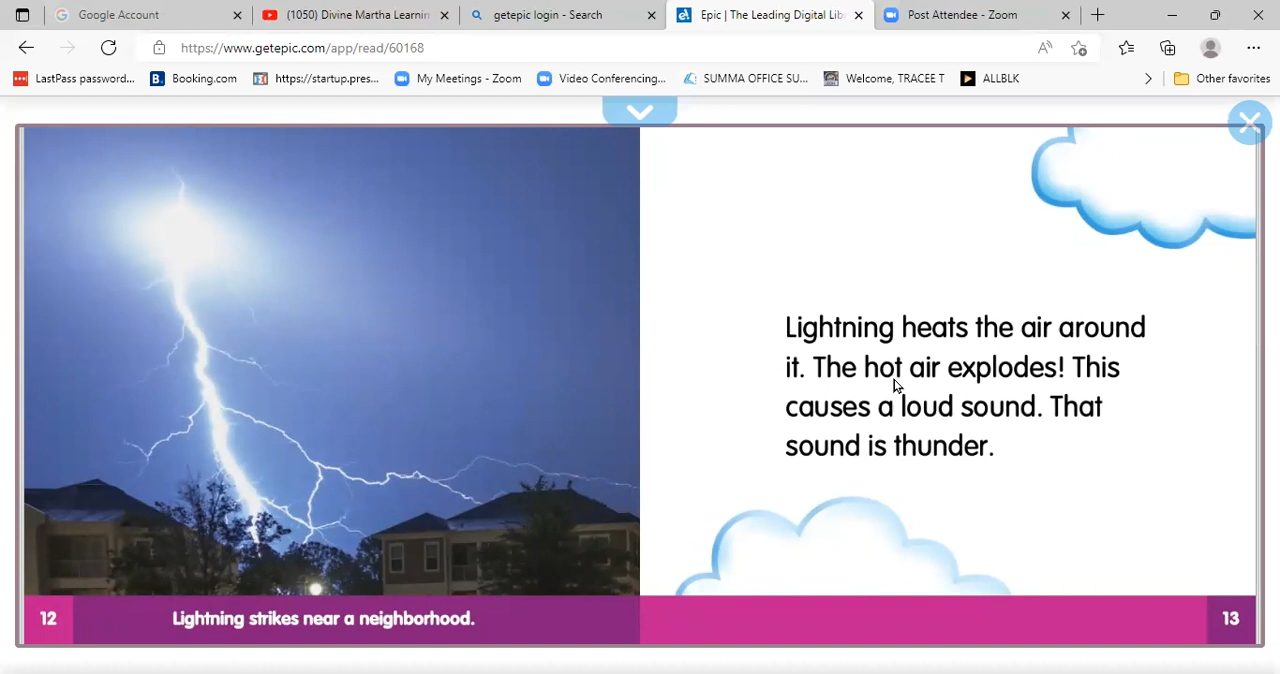 Google Account
(1050) Divine Martha Learnin
getepic login - Search
Epic | The Leading Digital Lib
Post Attendee - Zoom
https://www.getepic.com/app/read/60168
LastPass password...
B.
Booking.com
https://startup.pres...
My Meetings - Zoom
Video Conferencing...
SUMMA OFFICE SU...
Welcome, TRACEE T
ALLBLK
Other favorites
Lightning heats the air around
it. The hot air explodes! This
causes a loud sound. That
sound is thunder.
12
Lightning strikes near a neighborhood.
13